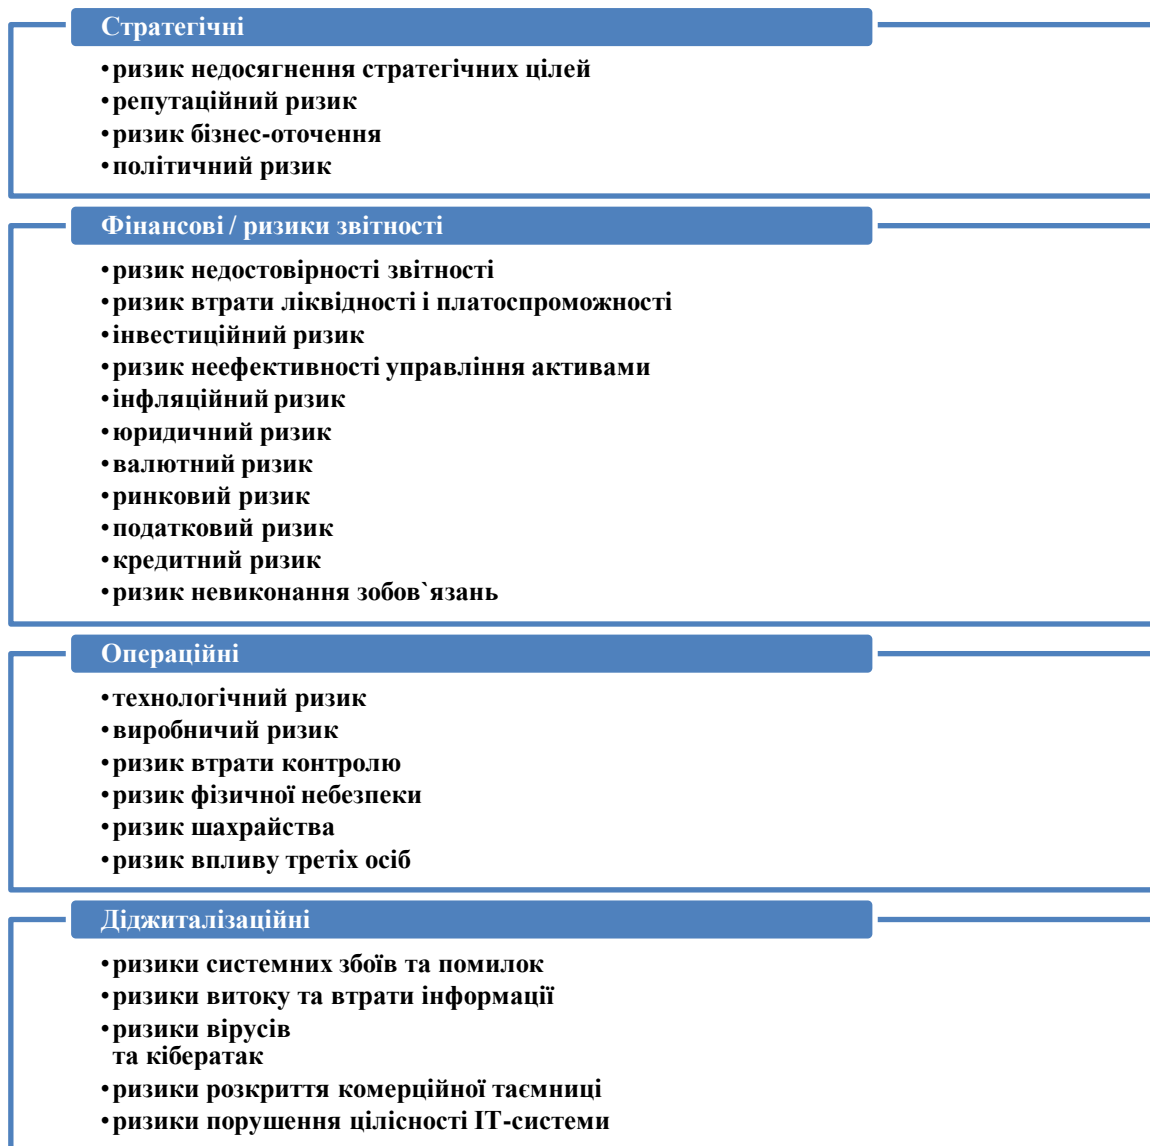 Стратегічні
•ризик недосягнення стратегічних цілей
•репутаційний ризик
•ризик бізнес-оточення
•політичний ризик
Фінансові / ризики звітності
•ризик недостовірності звітності
•ризик втрати ліквідності і платоспроможності
•інвестиційний ризик
•ризик неефективності управління активами
•інфляційний ризик
•юридичний ризик
•валютний ризик
•ринковий ризик
•податковий ризик
•кредитний ризик
•ризик невиконання зобов`язань
Операційні
•технологічний ризик
•виробничий ризик
•ризик втрати контролю
•ризик фізичної небезпеки
•ризик шахрайства
•ризик впливу третіх осіб
Діджиталізаційні
•ризики системних збоїв та помилок
•ризики витоку та втрати інформації
•ризики вірусів
та кібератак
•ризики розкриття комерційної таємниці
•ризики порушення цілісності ІТ-системи